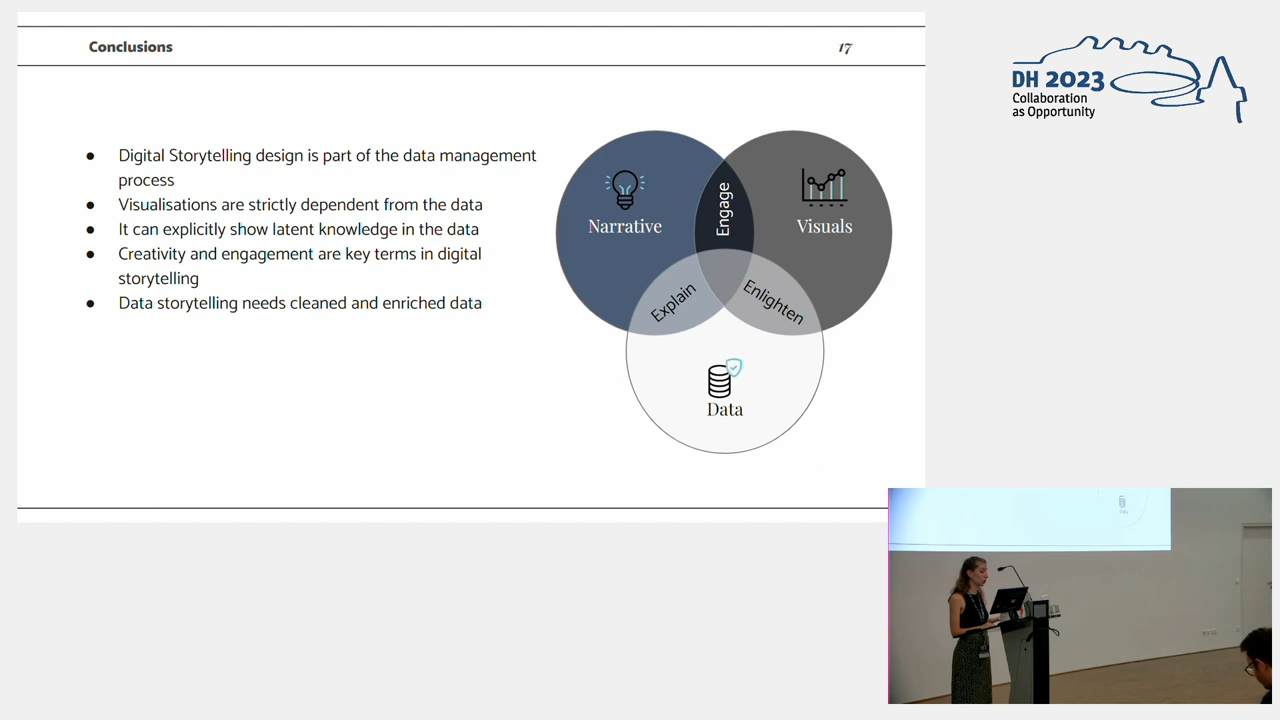 Conclusions
17
● Digital Storytelling design is part of the data management
process
● Visualisations are strictly dependent from the data
● It can explicitly show latent knowledge in the data
● Creativity and engagement are key terms in digital
storytelling
● Data storytelling needs cleaned and enriched data
Narrative
Engage
Visuals
Explain
Enlighten
Data
DH 2023
Collaboration
as Opportunity